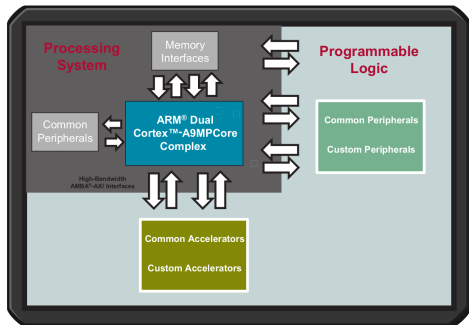 Processing
System
Memory
Interfaces
Programmable
Logic
Common
Peripherals
ARM® Dual
Cortex™-A9MPCore
Complex
Common Peripherals
Custom Peripherals
High-Bandwidth
AMBA®-AXI Interfaces
Common Accelerators
Custom Accelerators